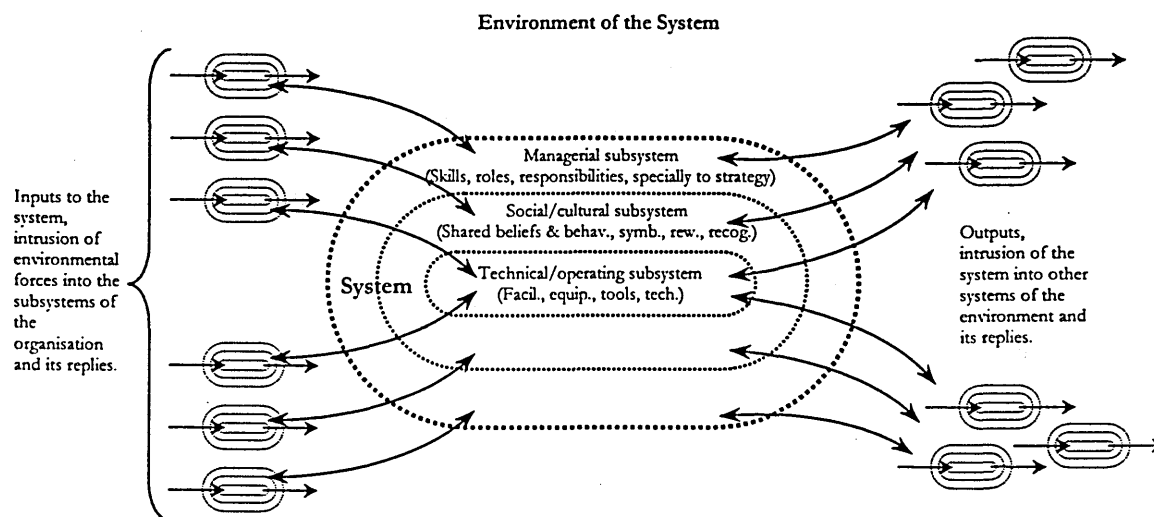 Environment of the System
Managerial subsystem
(Skills, roles, responsibilities, specially to strategy)
Social/cultural subsystem
(Shared beliefs & behav., symb., rew., recog.)
Technical/operating subsystem
(Facil., equip., tools, tech.)
System
Inputs to the
system,
intrusion of
environmental
forces into the
subsystems of
the
organisation
and its replies.
Outputs,
intrusion of the
system into other
systems of the
environment and
its replies.